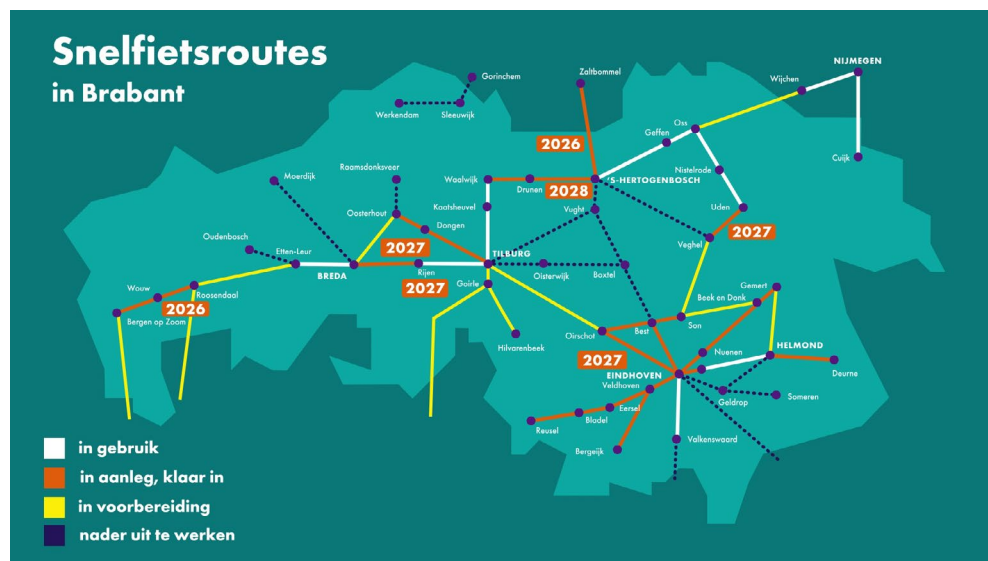 Snelfietsroutes
in Brabant
NIJMEGEN
Zaltbommel
Gorinchem
Wijchen
Werkendam
Sleeuwijk
Oss
Geffen
2026
Cuijk
Raamsdonksveer
Moerdijk
Waalwijk
Drunen
2028
'S-HERTOGENBOSCH
Nistelrode
Kaatsheuvel
Vught
Uden
Oosterhout
Dongen
2027
Oudenbosch
Etten-Leur
2027
Veghel
TILBURG
BREDA
Rijen
2027
Oisterwijk
Boxtel
Goirle
Wouw
Roosendaal
2026
Bergen op Zoom
Beek en Donk
Gemert
Son
Oirschot
Best
Hilvarenbeek
Nuenen
HELMOND
2027
EINDHOVEN
Deurne
Veldhoven
Geldrop
Someren
Eersel
Bladel
Reusel
Bergeijk
Valkenswaard
in gebruik
in aanleg, klaar in
in voorbereiding
nader uit te werken